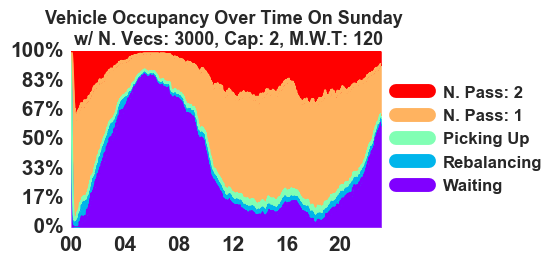 Vehicle Occupancy Over Time On Sunday
w/ N. Vecs: 3000, Cap: 2, M.W.T: 120
100%
83%
67%
50%
33%
17%
0%
00 04 08 12 16 20
N. Pass: 2
N. Pass: 1
Picking Up
Rebalancing
Waiting